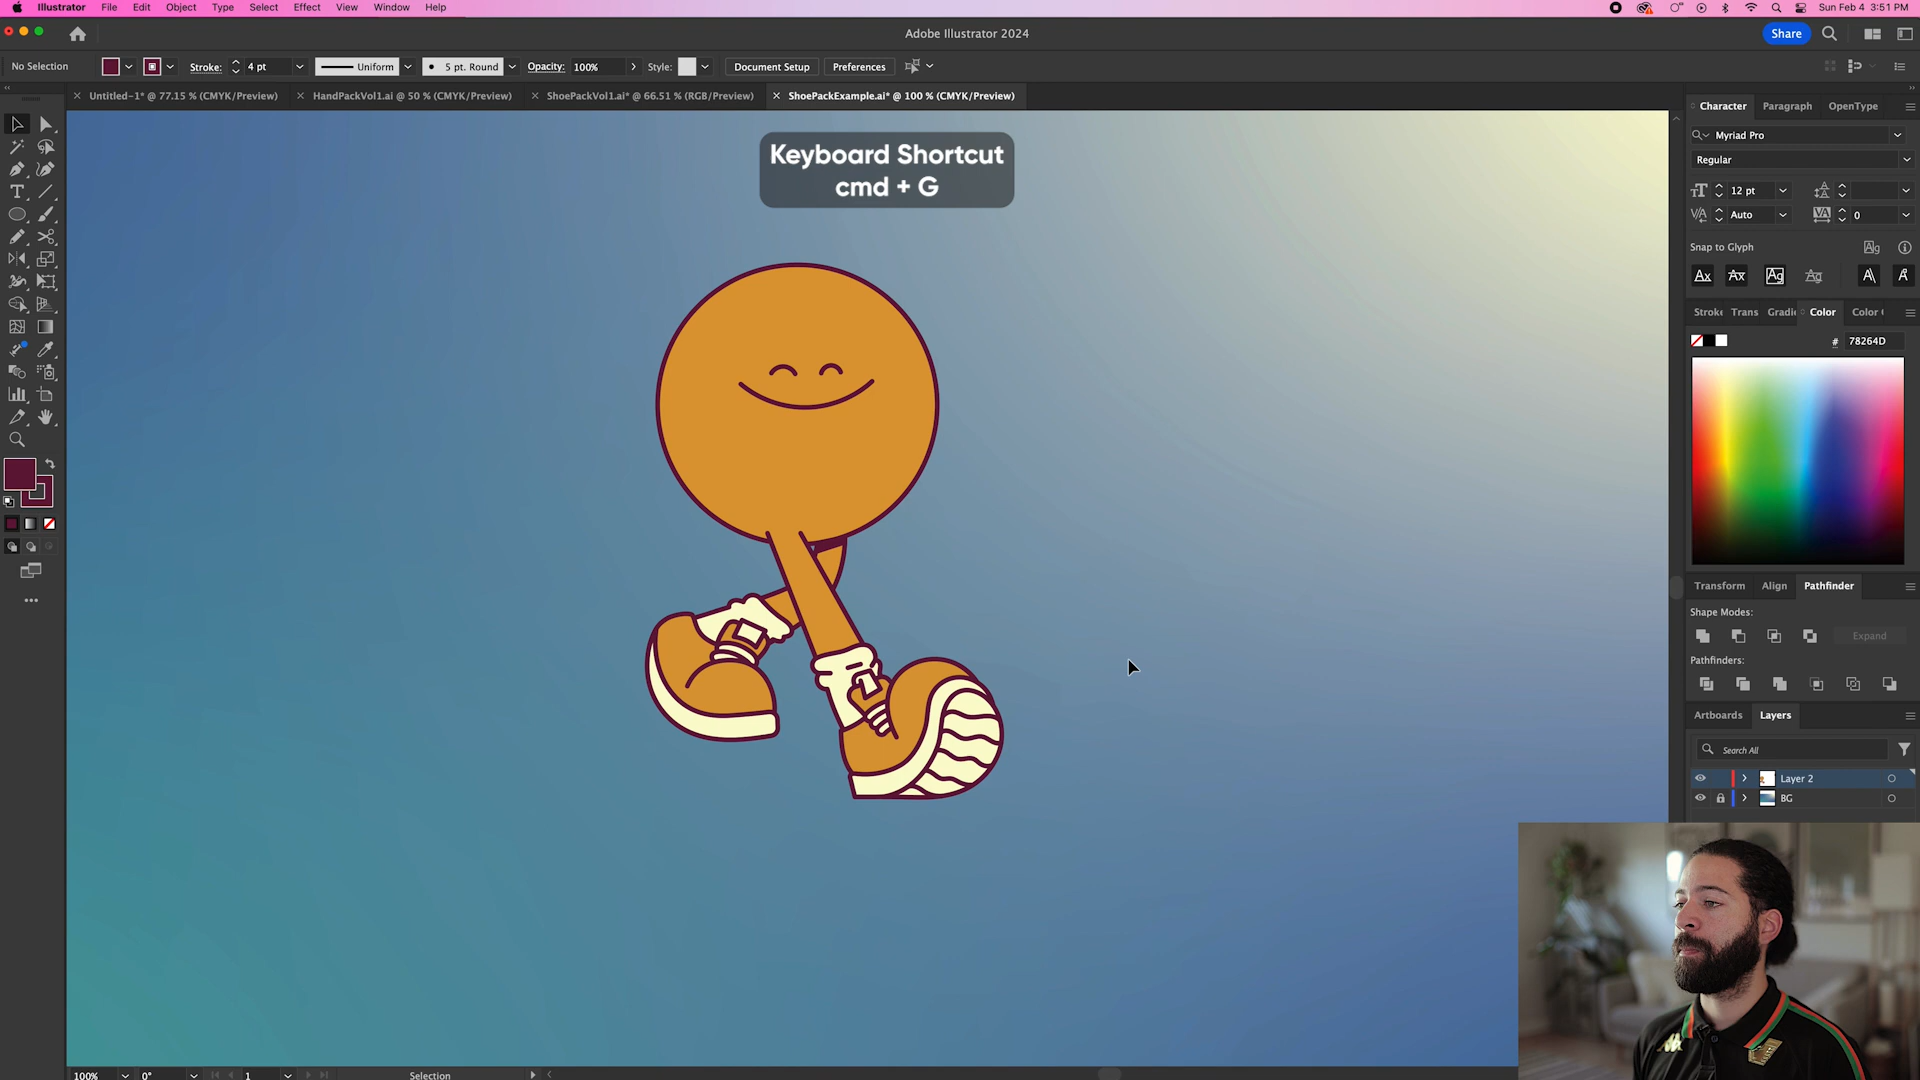 Illustrator File Edit Object Type Select Effect View Window Help
Sun Feb 4 3:51 PM
Adobe Illustrator 2024
Share
No Selection
Stroke: 4 pt
Uniform
5 pt. Round
Opacity: 100%
Style:
Document Setup
Preferences
Untitled-1* @ 77.15 % (CMYK/Preview)
HandPackVol1.ai @ 50 % (CMYK/Preview)
ShoePackVol1.ai* @ 66.51 % (RGB/Preview)
ShoePackExample.ai* @ 100 % (CMYK/Preview)
Keyboard Shortcut
cmd + G
Character Paragraph OpenType
Myriad Pro
Regular
12 pt
Auto
0
Snap to Glyph
Stroke Trans Gradi Color Color
# 78264D
Transform Align Pathfinder
Shape Modes:
Expand
Pathfinders:
Artboards Layers
Search All
Layer 2
BG
100% 0° 1 Selection